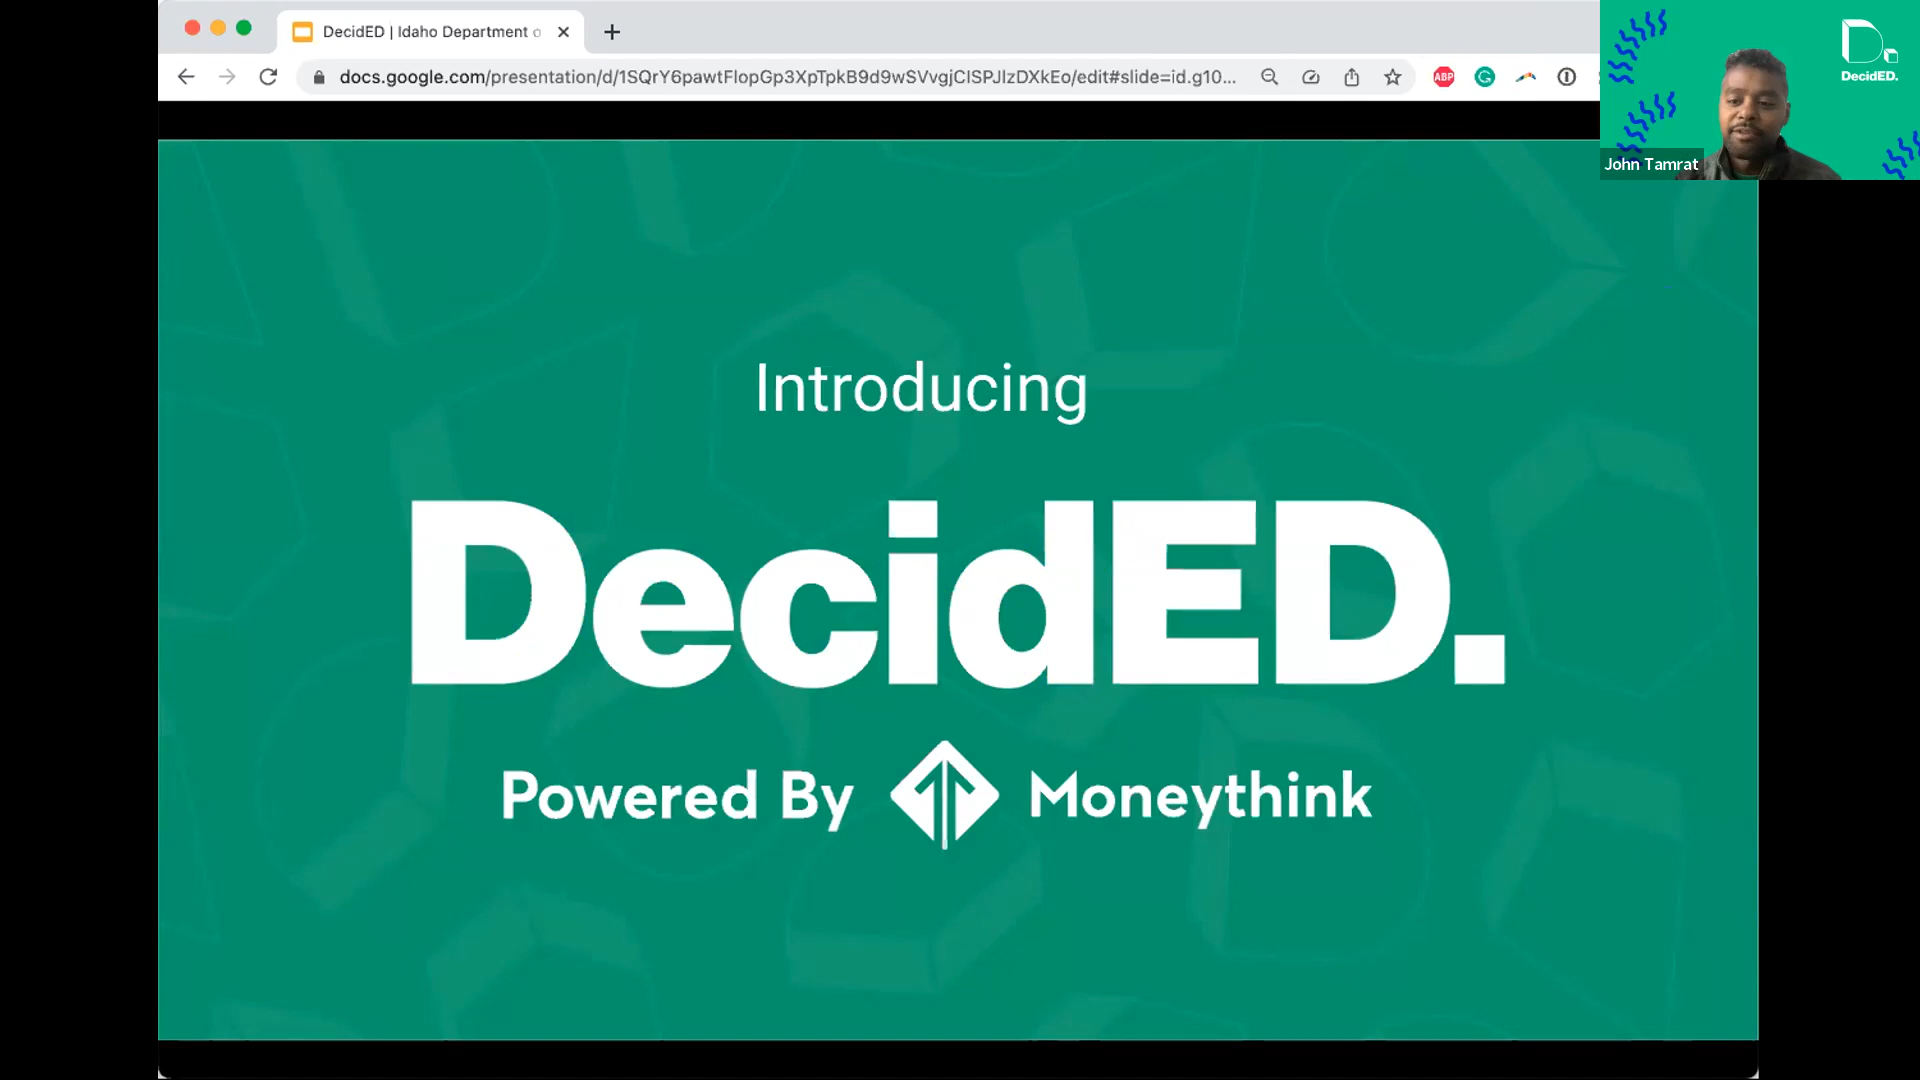 DecidED | Idaho Department o
docs.google.com/presentation/d/1SQrY6pawtFlopGp3XpTpkB9d9wSVvgjClSPJlzDXkEo/edit#slide=id.g10...
ABP
DecidED.
John Tamrat
Introducing
DecidED.
Powered By Moneythink